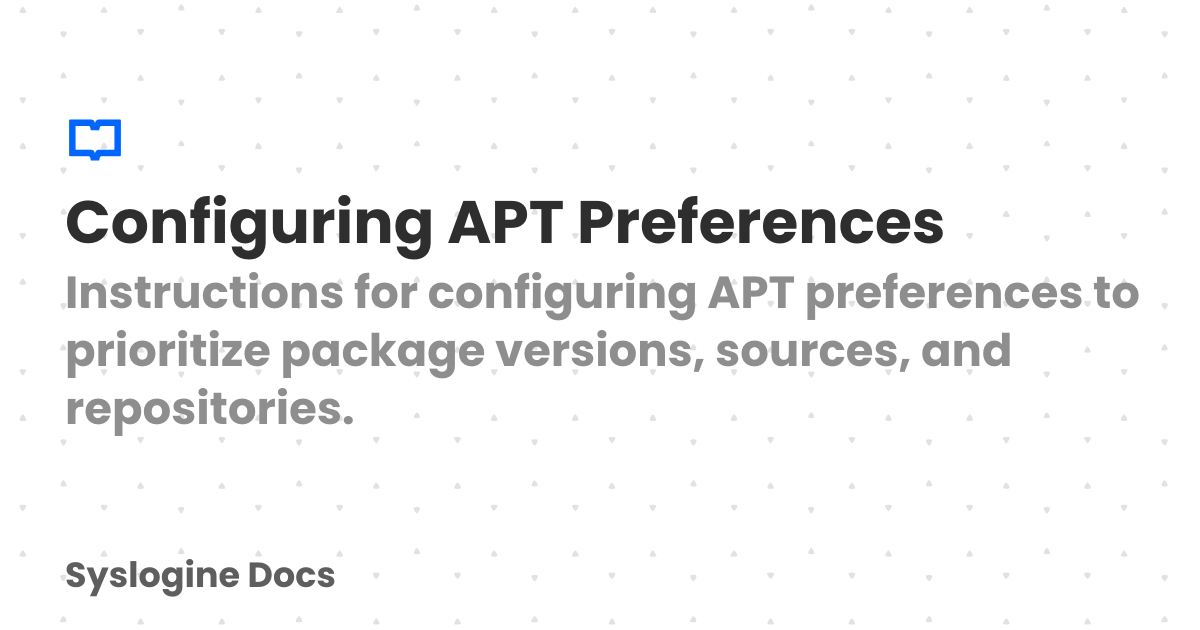 Configuring APT Preferences
Instructions for configuring APT preferences to
prioritize package versions, sources, and
repositories.
Syslogine Docs